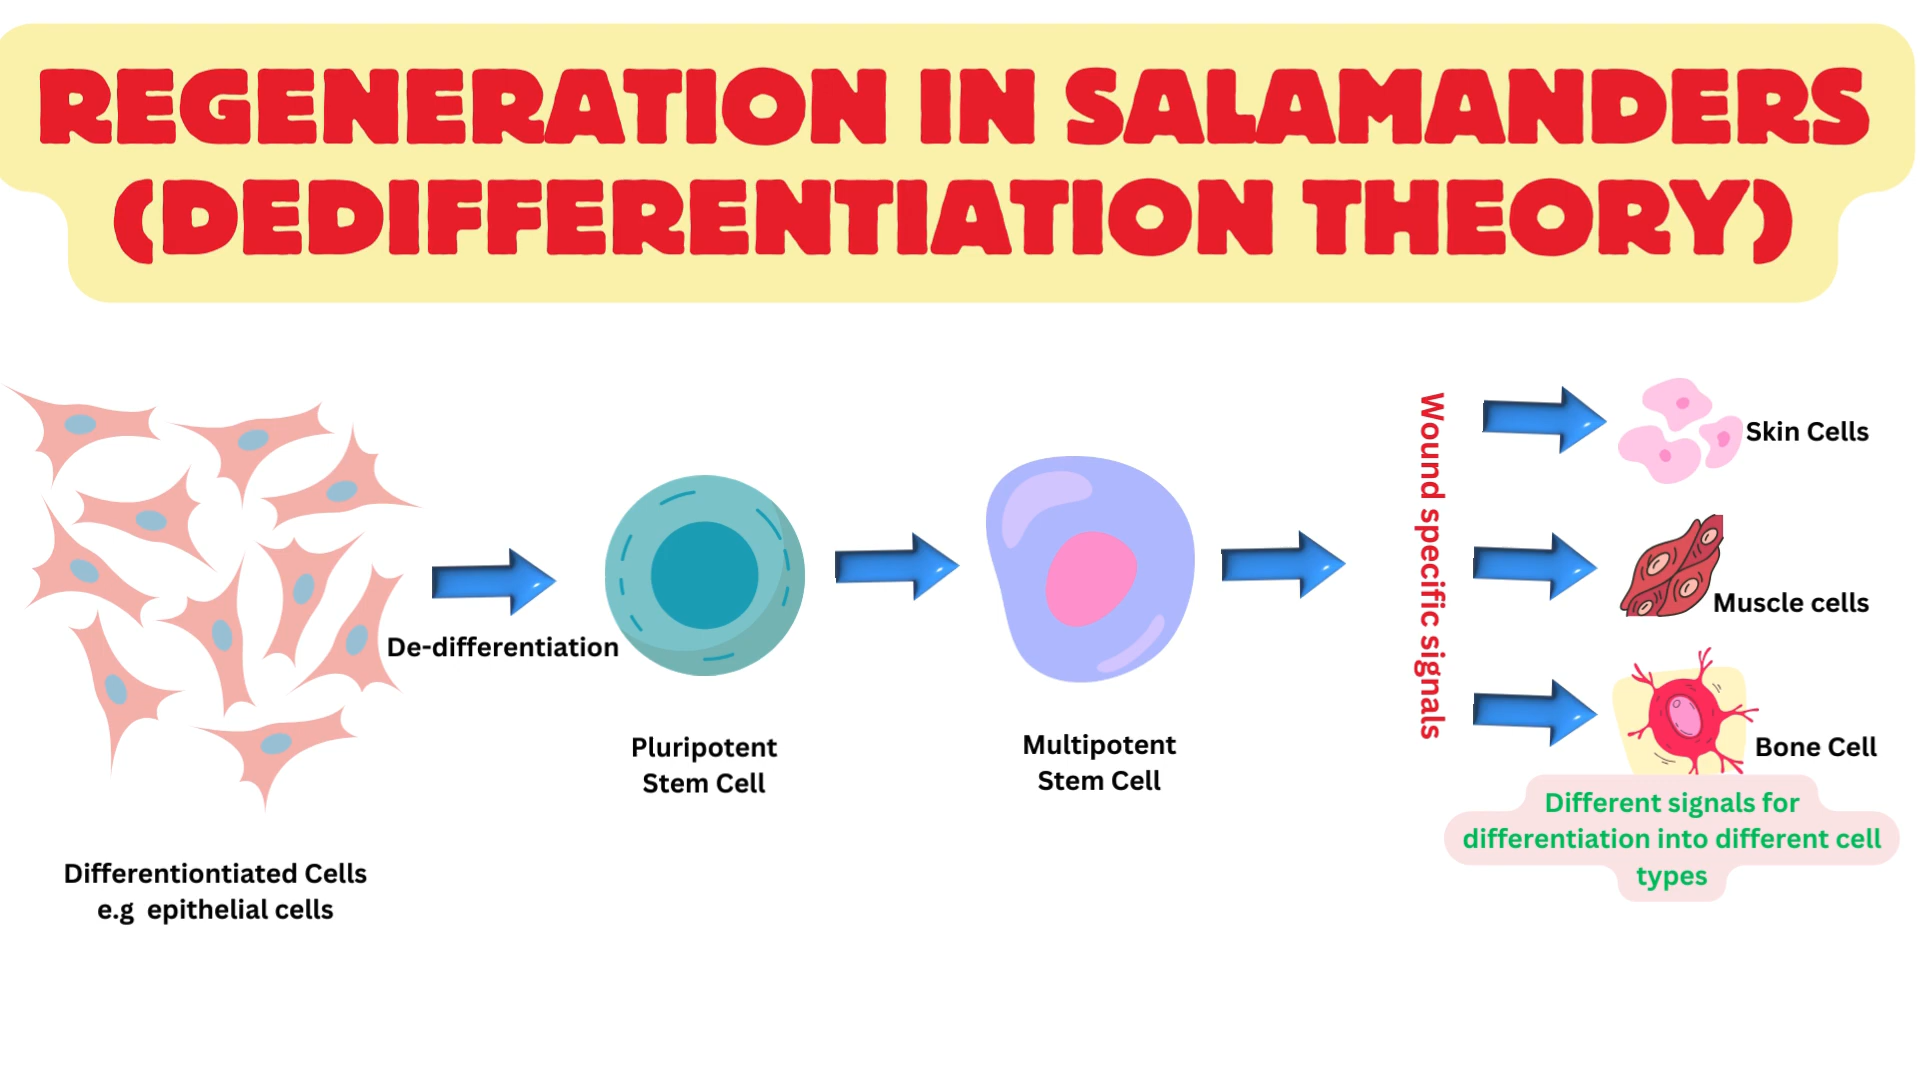 REGENERATION IN SALAMANDERS
(DEDIFFERENTIATION THEORY)
De-differentiation
Differentiontiated Cells
e.g epithelial cells
Pluripotent
Stem Cell
Multipotent
Stem Cell
Wound specific signals
Skin Cells
Muscle cells
Bone Cell
Different signals for
differentiation into different cell
types